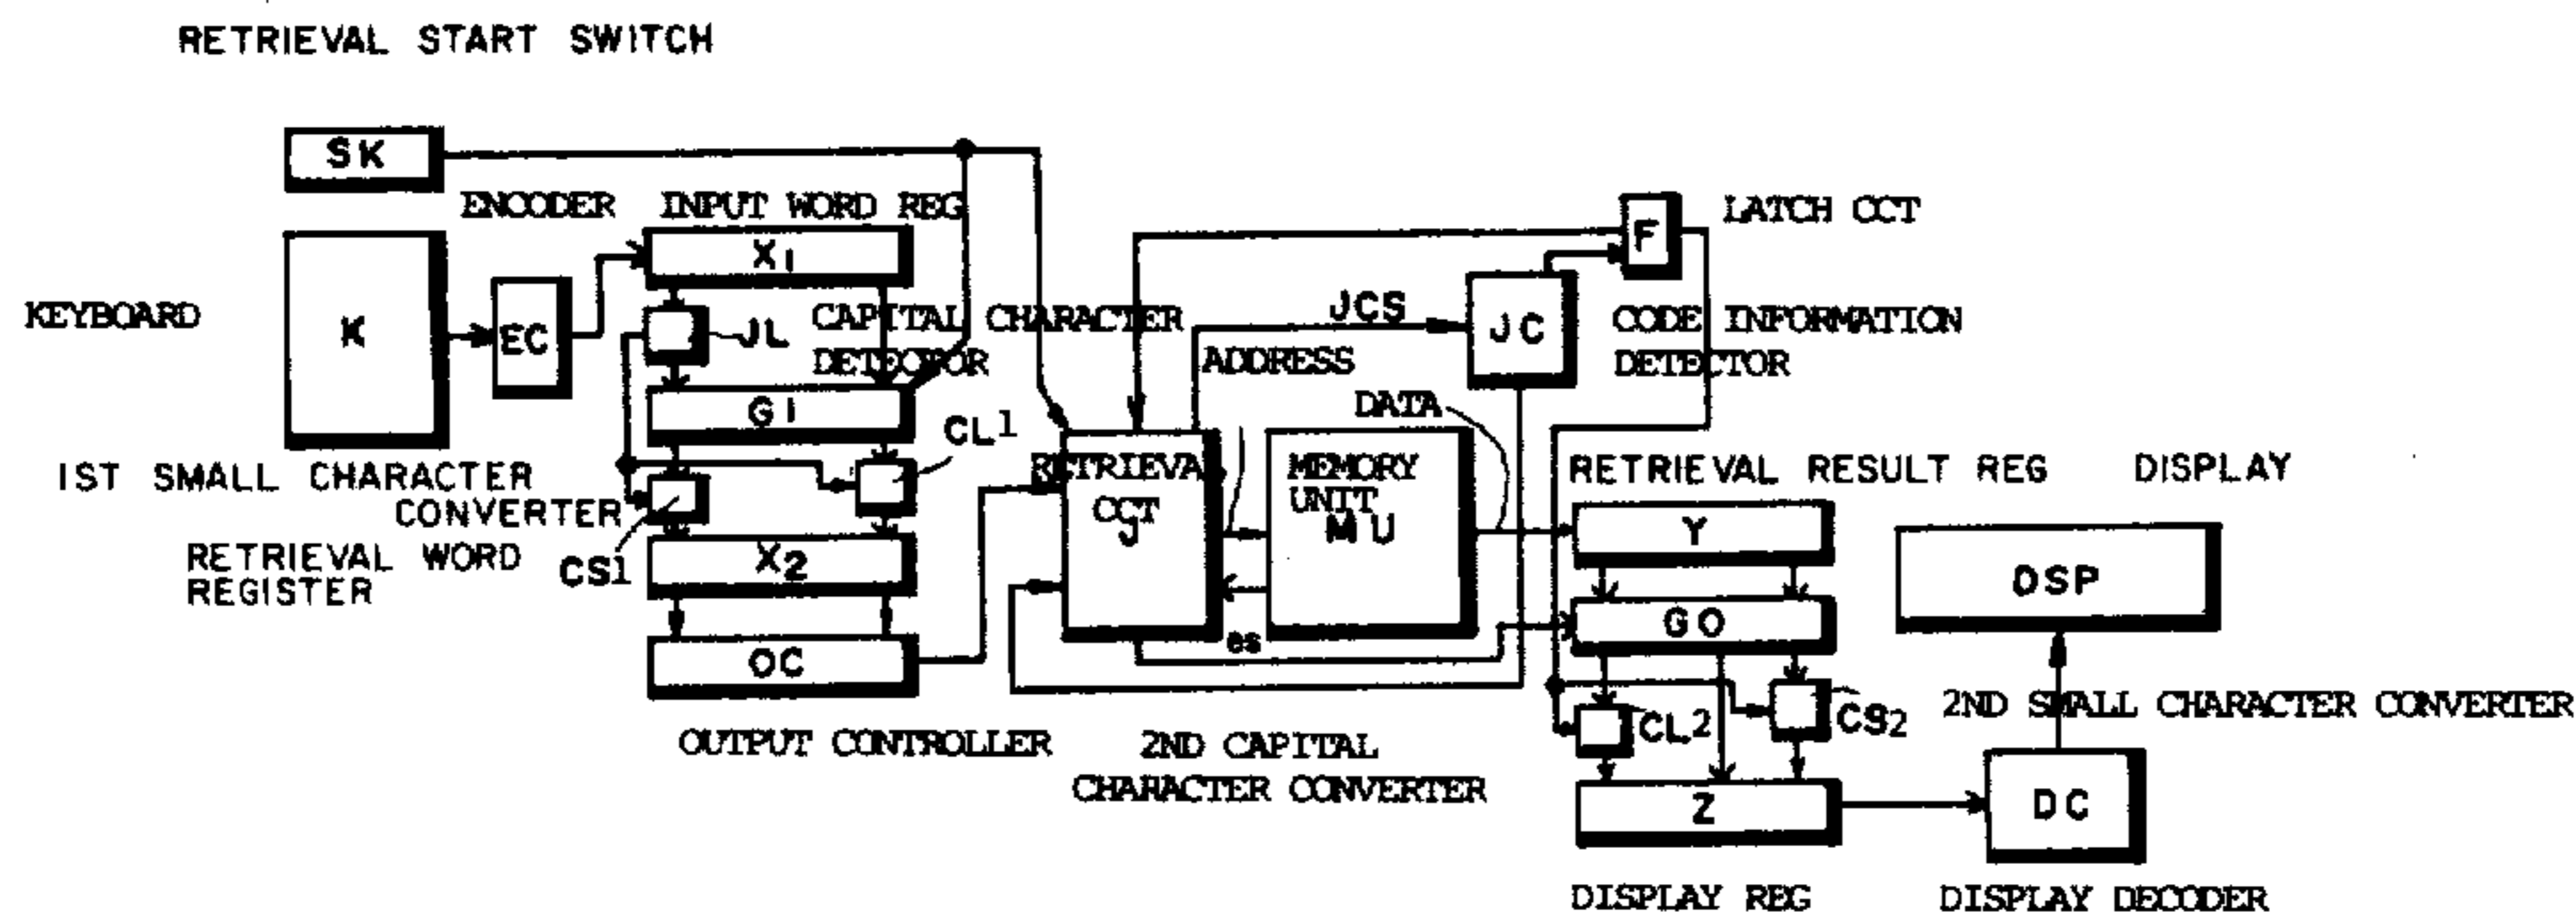 RETRIEVAL START SWITCH
SK
ENCODER
INPUT WORD REG
LATCH CCT
F
X1
KEYBOARD
K
EC
JL
CAPITAL CHARACTER
DETECTOR
JCS
JC
CODE INFORMATION
DETECTOR
ADDRESS
DATA
G1
CL1
1ST SMALL CHARACTER
CONVERTER
RETRIEVAL
CCT
J
MEMORY
UNIT
MU
RETRIEVAL RESULT REG
DISPLAY
RETRIEVAL WORD
REGISTER
CS1
X2
Y
DSP
OC
es
GO
OUTPUT CONTROLLER
2ND CAPITAL
CHARACTER CONVERTER
CL2
CS2
2ND SMALL CHARACTER CONVERTER
Z
DC
DISPLAY REG
DISPLAY DECODER